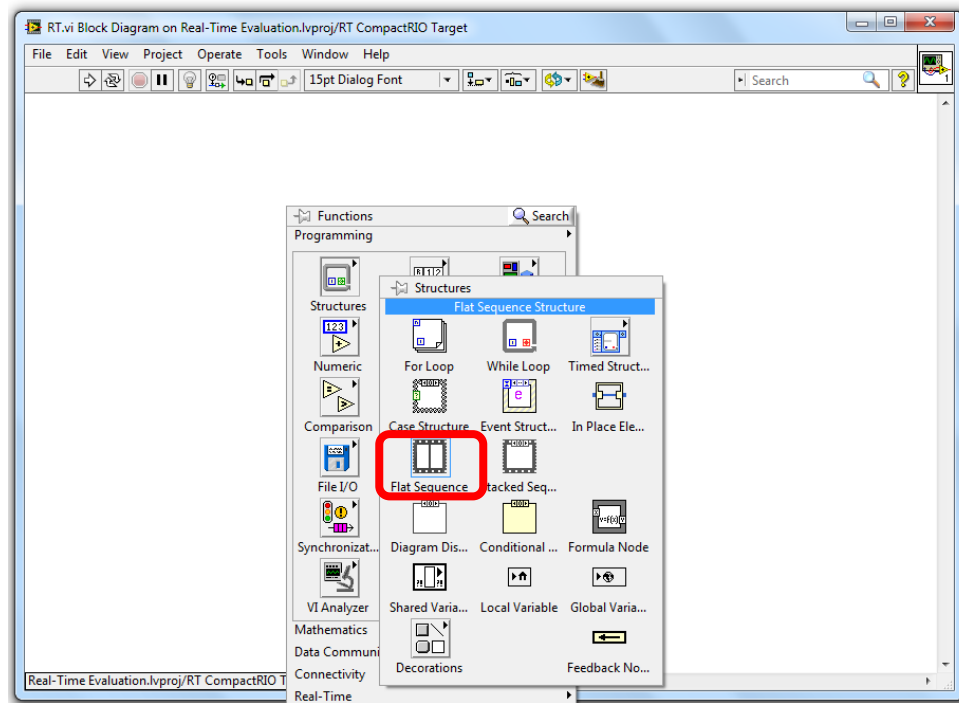 RT.vi Block Diagram on Real-Time Evaluation.lvproj/RT CompactRIO Target
File Edit View Project Operate Tools Window Help
15pt Dialog Font
Search
1
Functions
Search
Programming
Structures
Structures
Flat Sequence Structure
123
Numeric
For Loop
While Loop
Timed Struct...
Comparison
Case Structure
Event Struct...
In Place Ele...
File I/O
Flat Sequence
Stacked Seq...
Synchronizat...
Diagram Dis...
Conditional ...
Formula Node
VI Analyzer
Shared Varia...
Local Variable
Global Varia...
Mathematics
Data Communi
Decorations
Feedback No...
Connectivity
Real-Time Evaluation.lvproj/RT CompactRIO T
Real-Time